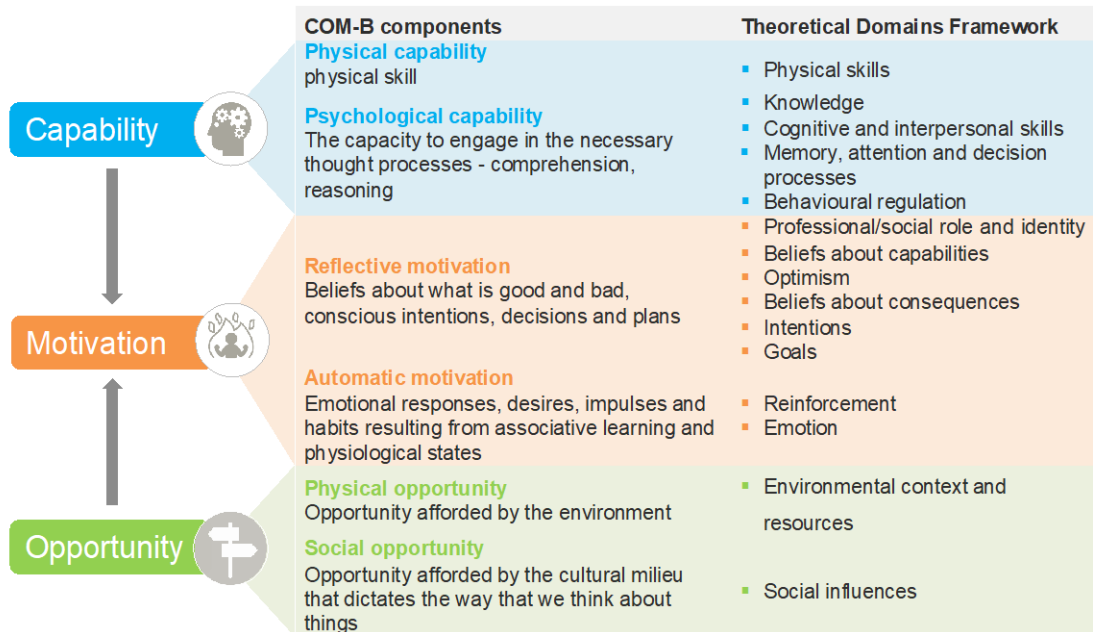 COM-B components
Theoretical Domains Framework
Capability
Physical capability
physical skill
Psychological capability
The capacity to engage in the necessary
thought processes - comprehension,
reasoning
▪ Physical skills
▪ Knowledge
▪ Cognitive and interpersonal skills
▪ Memory, attention and decision
processes
▪ Behavioural regulation
Motivation
Reflective motivation
Beliefs about what is good and bad,
conscious intentions, decisions and plans
▪ Professional/social role and identity
▪ Beliefs about capabilities
▪ Optimism
▪ Beliefs about consequences
▪ Intentions
▪ Goals
Automatic motivation
Emotional responses, desires, impulses and
habits resulting from associative learning and
physiological states
▪ Reinforcement
▪ Emotion
Opportunity
Physical opportunity
Opportunity afforded by the environment
▪ Environmental context and
resources
Social opportunity
Opportunity afforded by the cultural milieu
that dictates the way that we think about
things
▪ Social influences